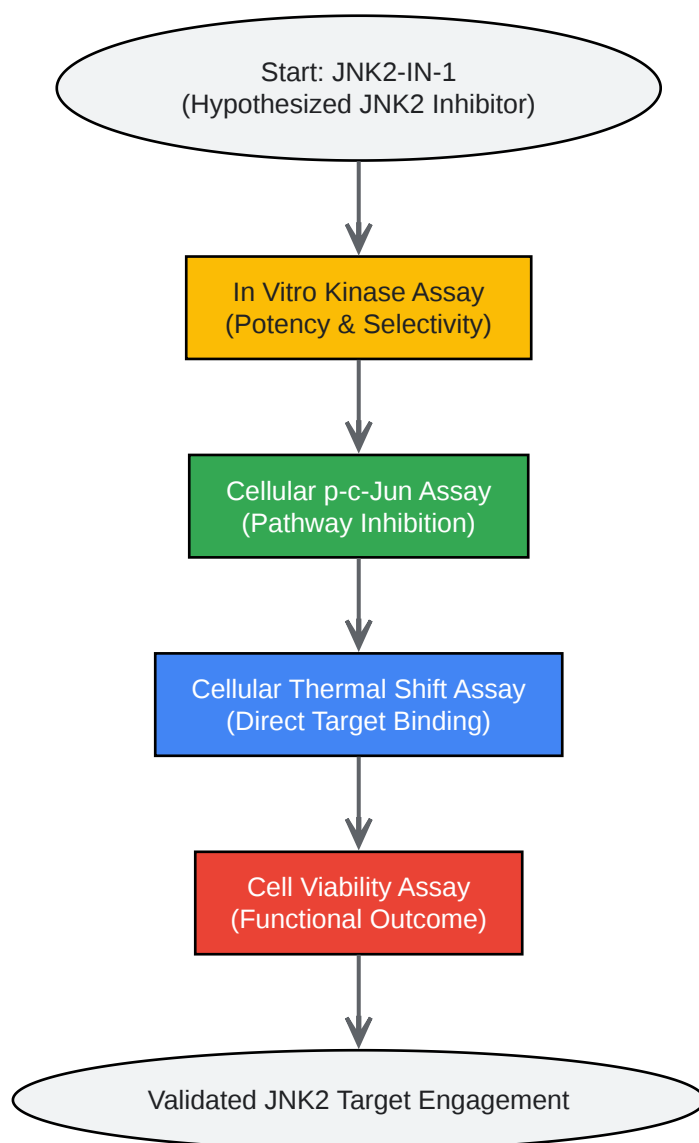 Start: JNK2-IN-1
(Hypothesized JNK2 Inhibitor)
In Vitro Kinase Assay
(Potency & Selectivity)
Cellular p-c-Jun Assay
(Pathway Inhibition)
Cellular Thermal Shift Assay
(Direct Target Binding)
Cell Viability Assay
(Functional Outcome)
Validated JNK2 Target Engagement